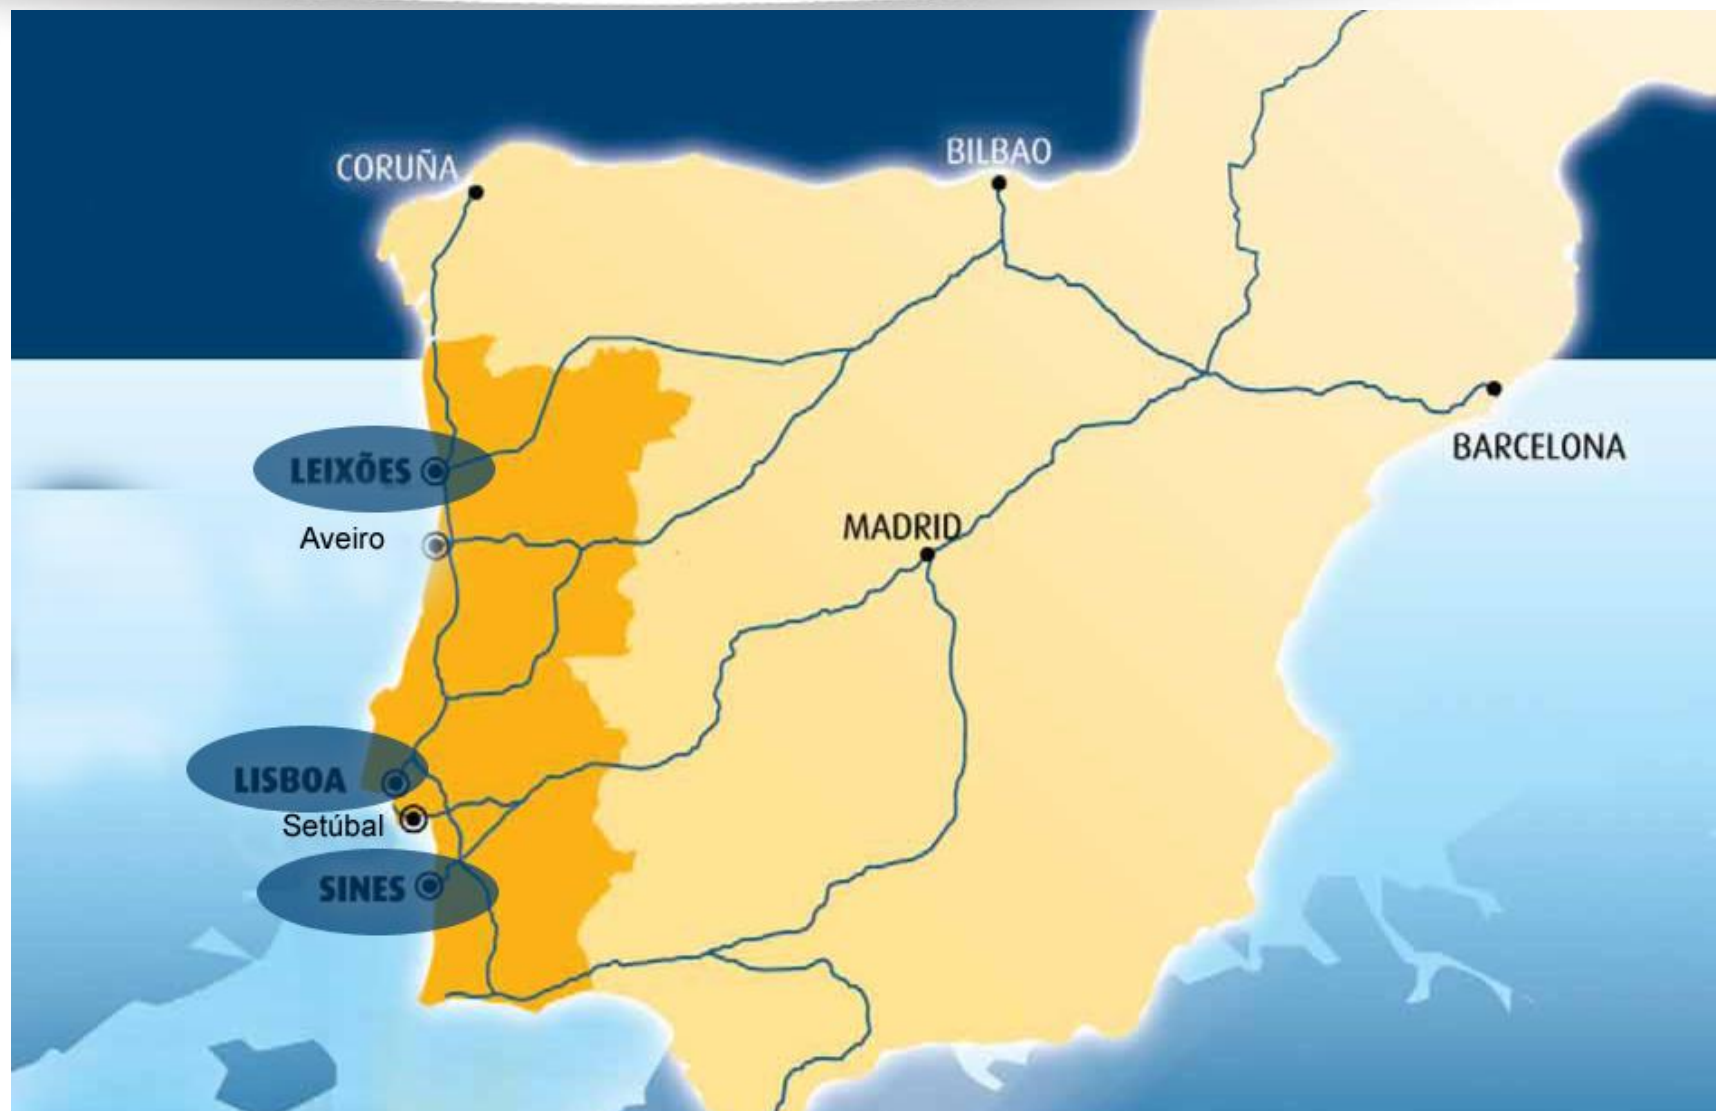 CORUÑA
BILBAO
BARCELONA
LEIXÕES
MADRID
Aveiro
LISBOA
Setúbal
SINES